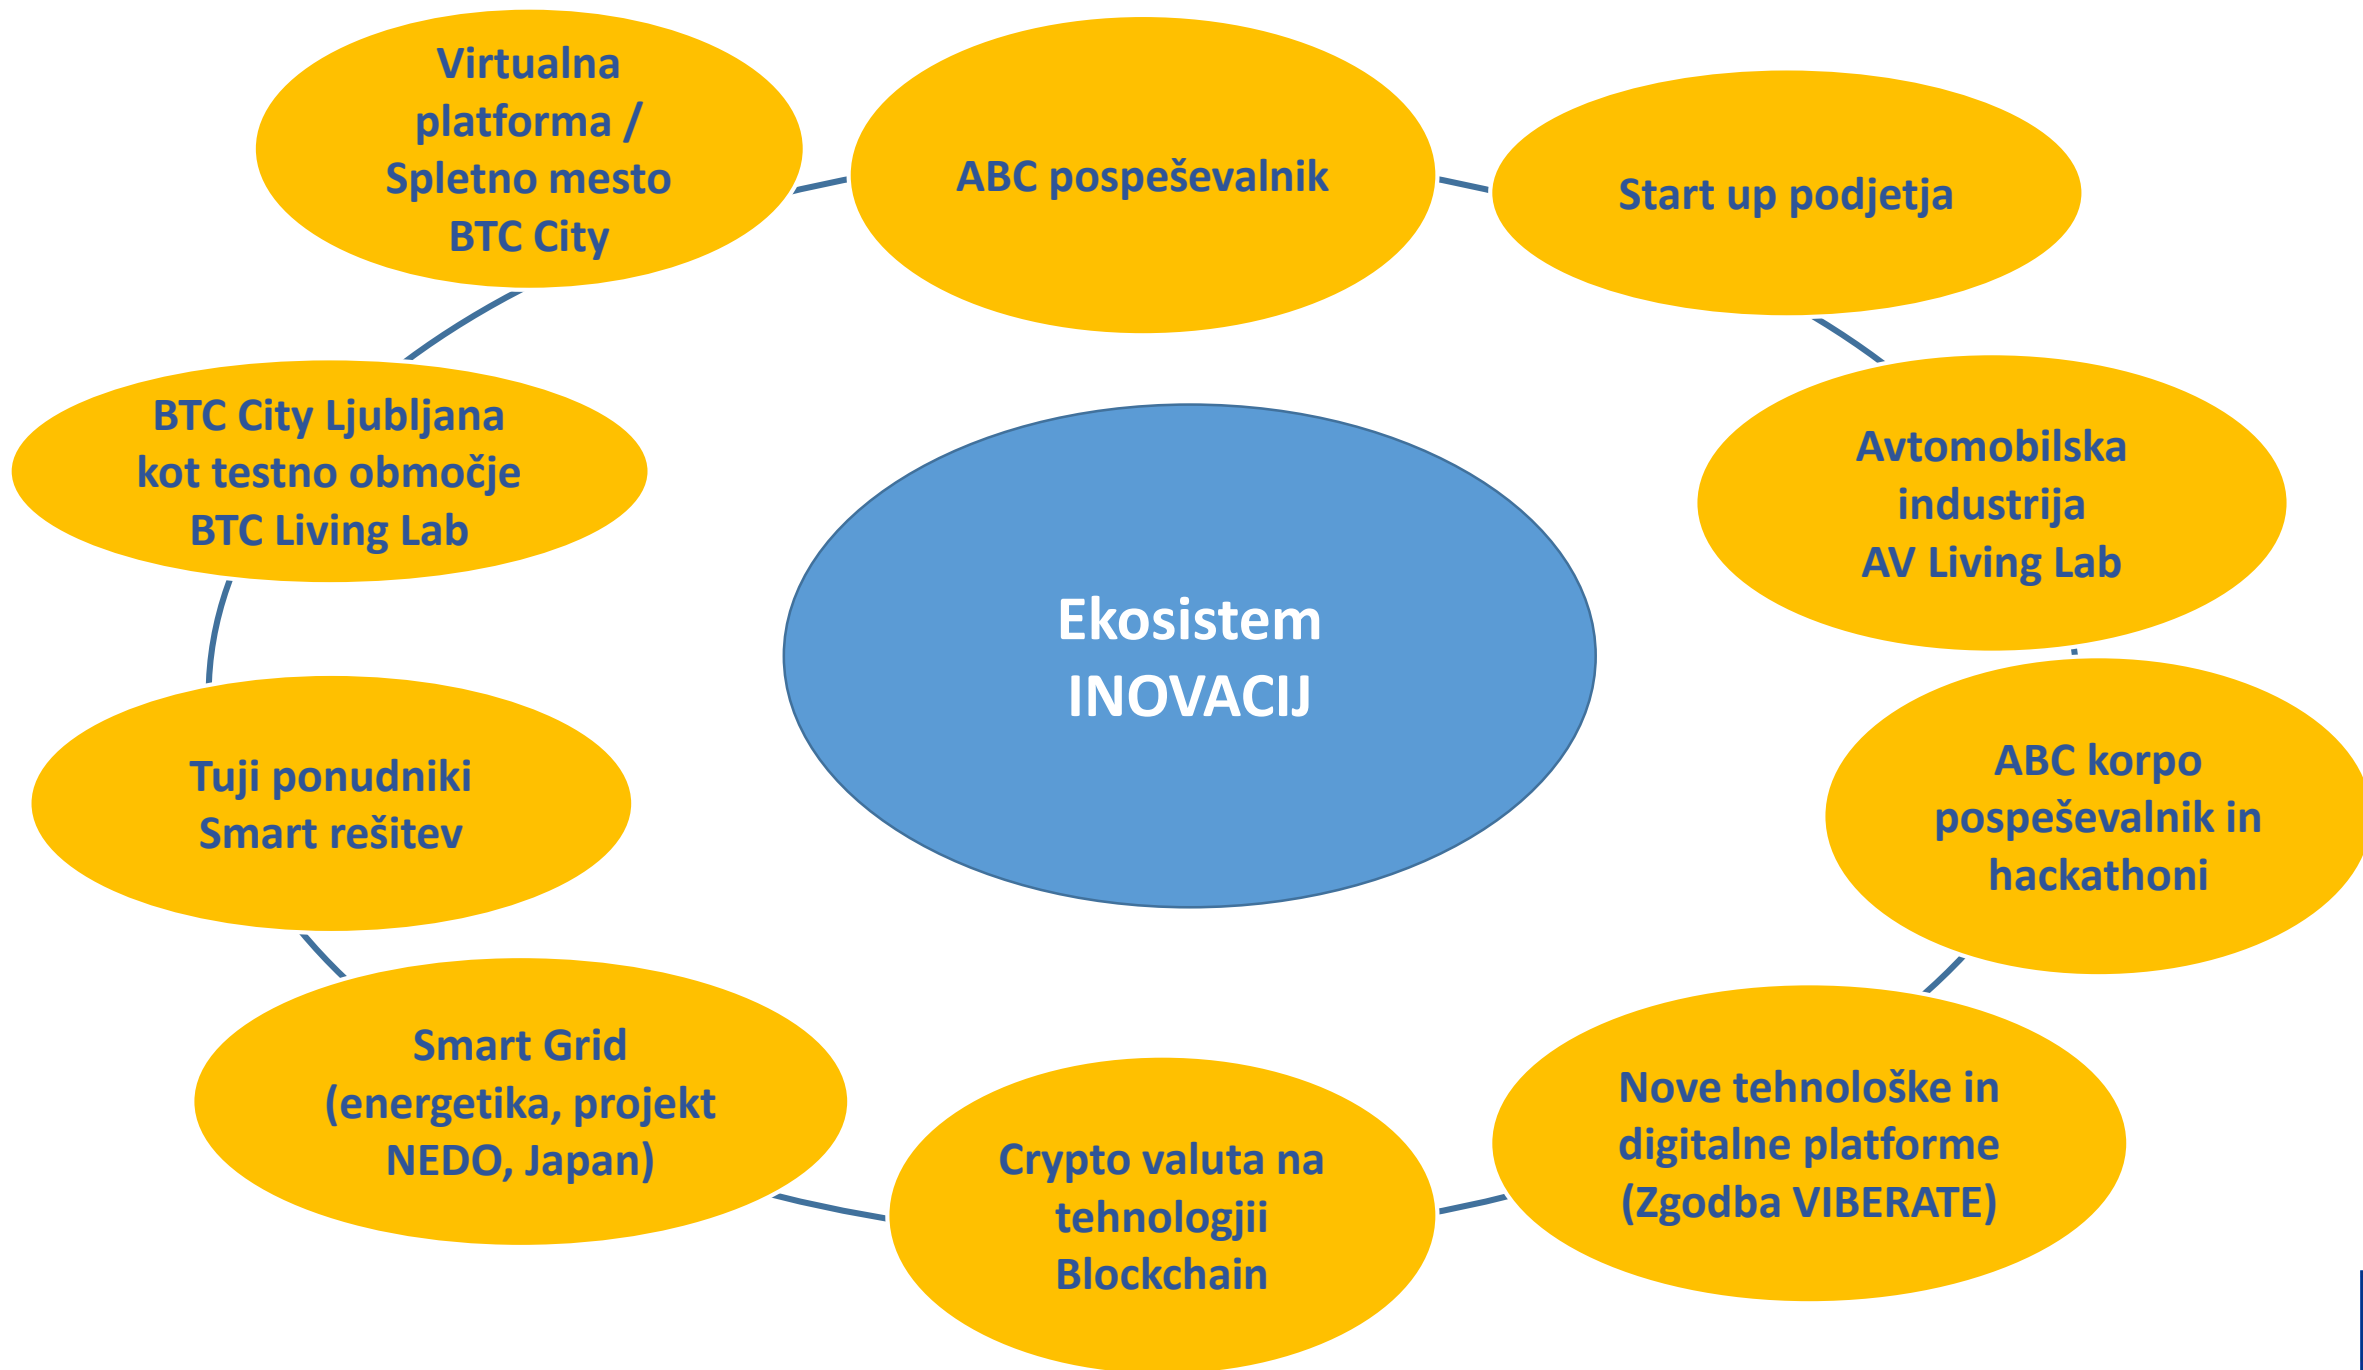 Virtualna
platforma /
Spletno mesto
BTC City
ABC pospeševalnik
Start up podjetja
BTC City Ljubljana
kot testno območje
BTC Living Lab
Avtomobilska
industrija
AV Living Lab
Ekosistem
INOVACIJ
Tuji ponudniki
Smart rešitev
ABC korpo
pospeševalnik in
hackathoni
Smart Grid
(energetika, projekt
NEDO, Japan)
Crypto valuta na
tehnologjii
Blockchain
Nove tehnološke in
digitalne platforme
(Zgodba VIBERATE)